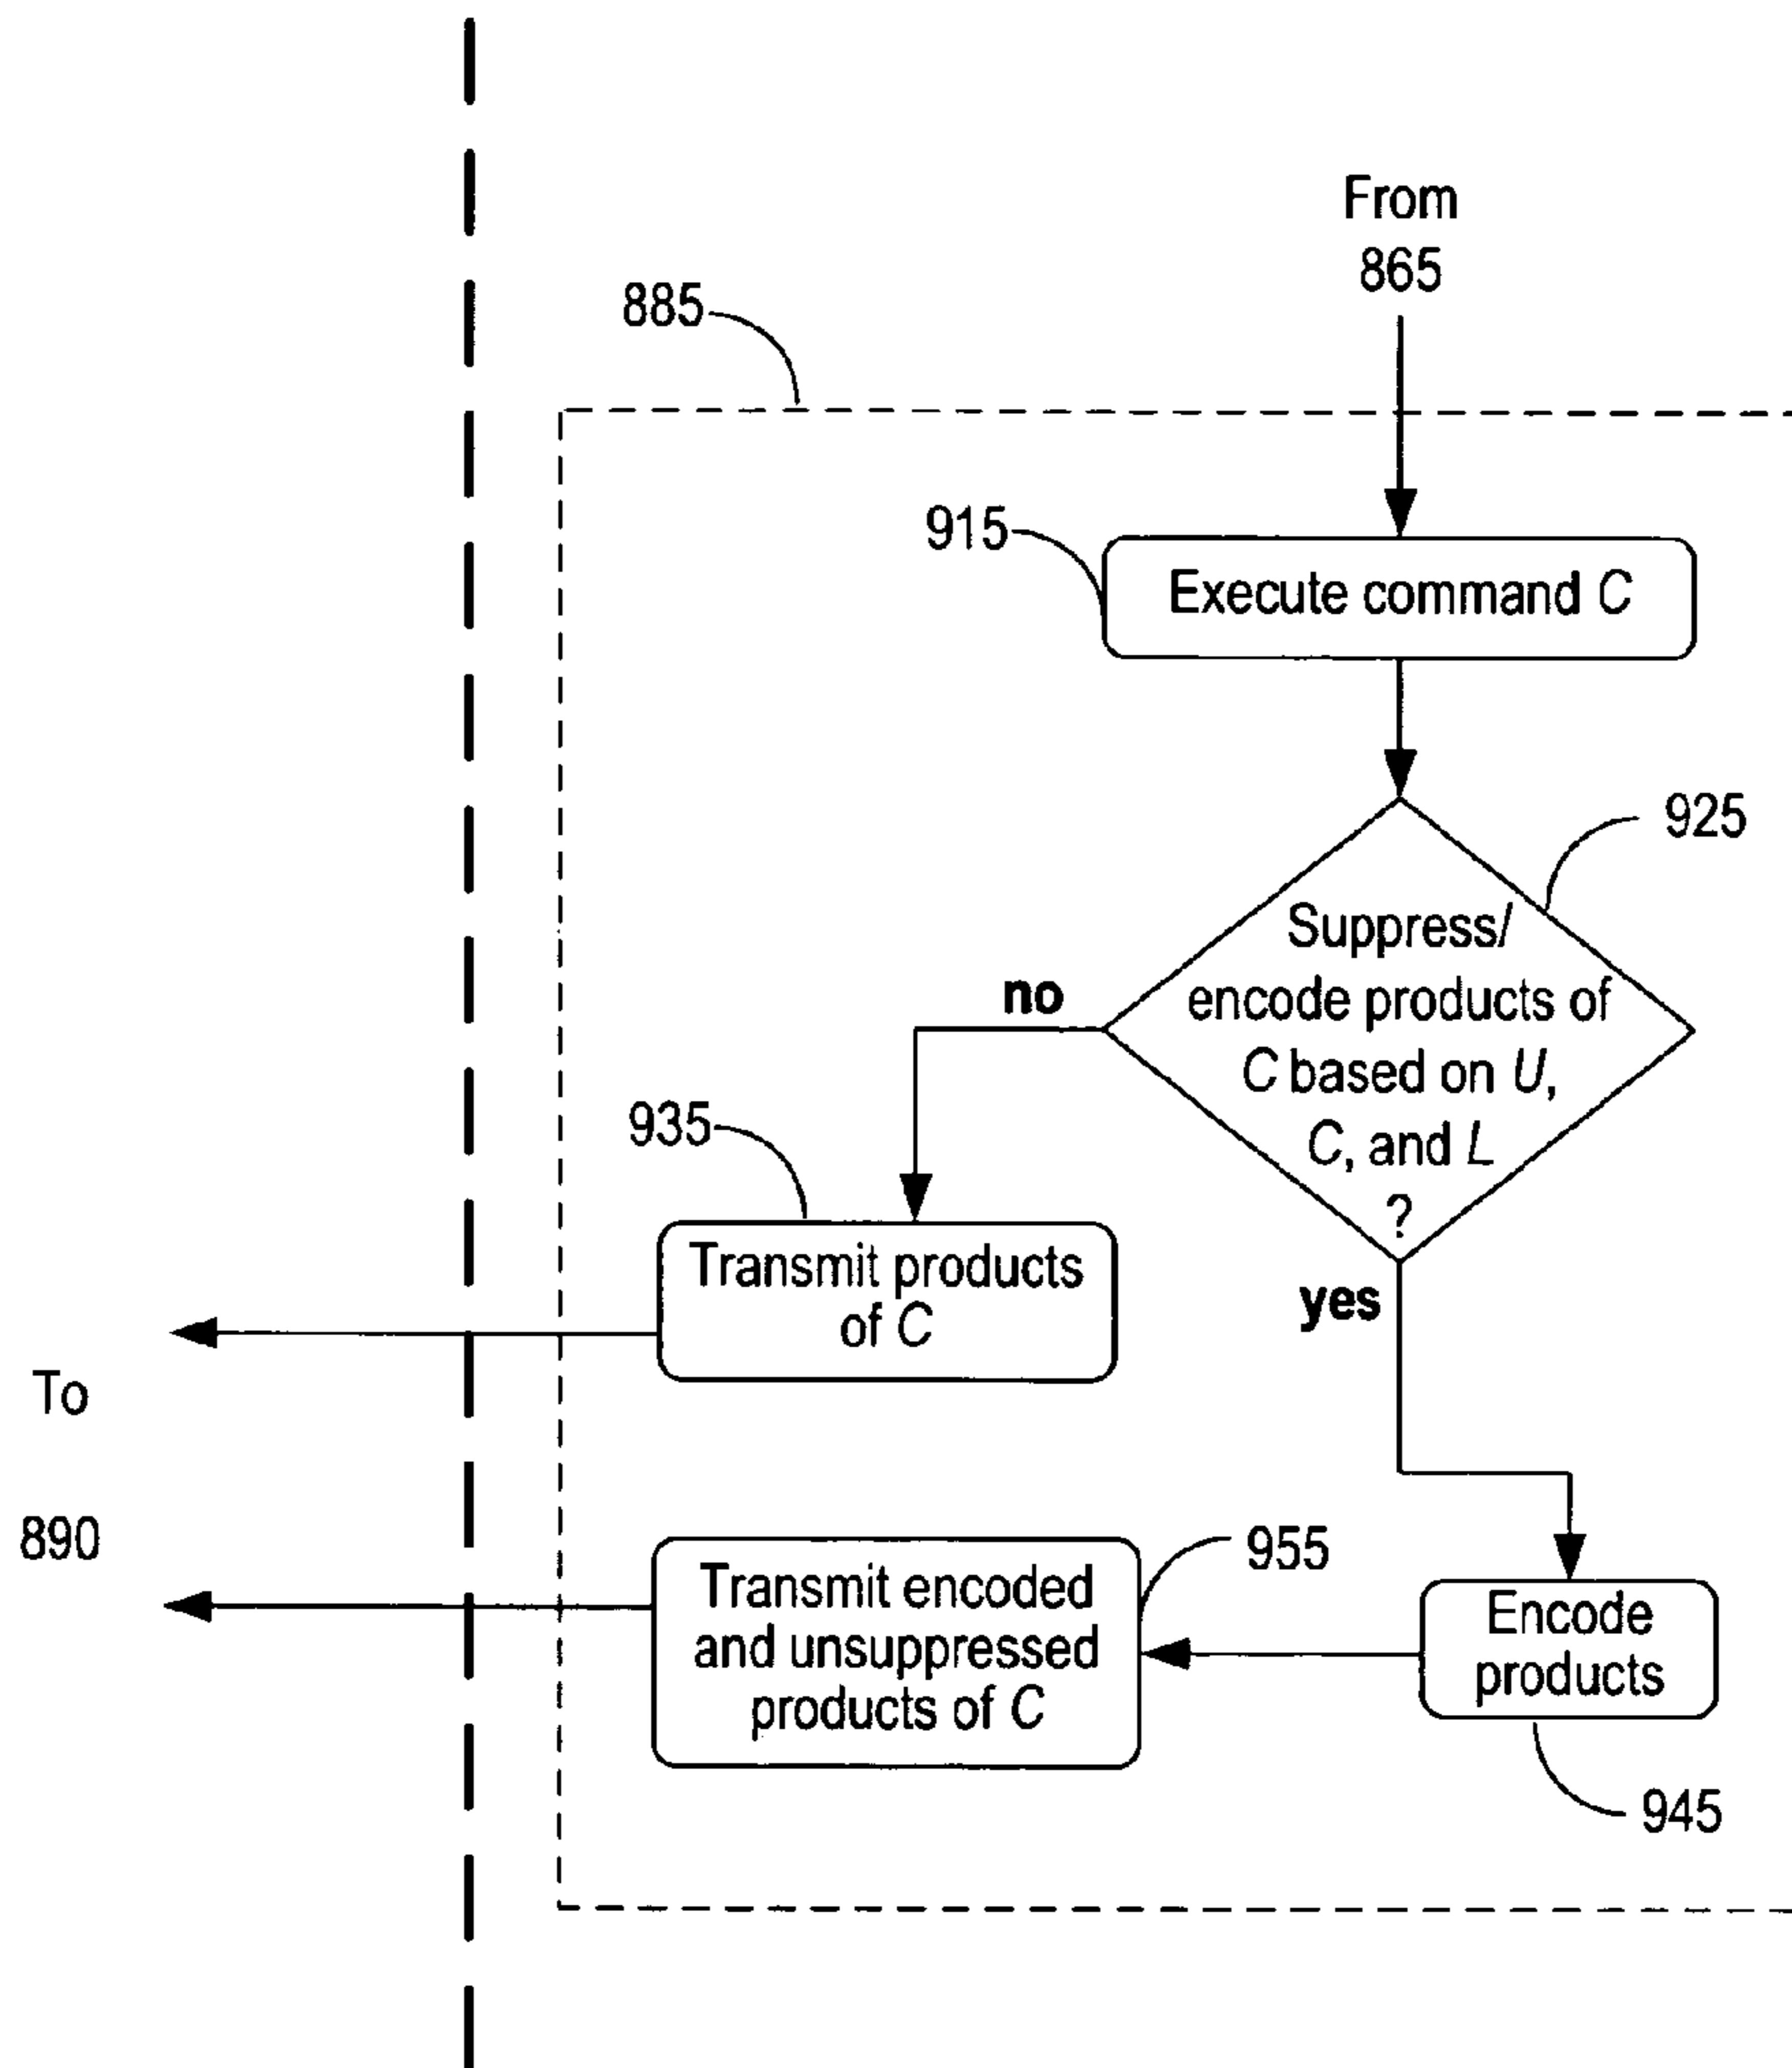 From
865
885
915
Execute command C
925
Suppress/
encode products of
C based on U,
C, and L
?
no
935
Transmit products
of C
yes
To
890
955
Transmit encoded
and unsuppressed
products of C
Encode
products
945